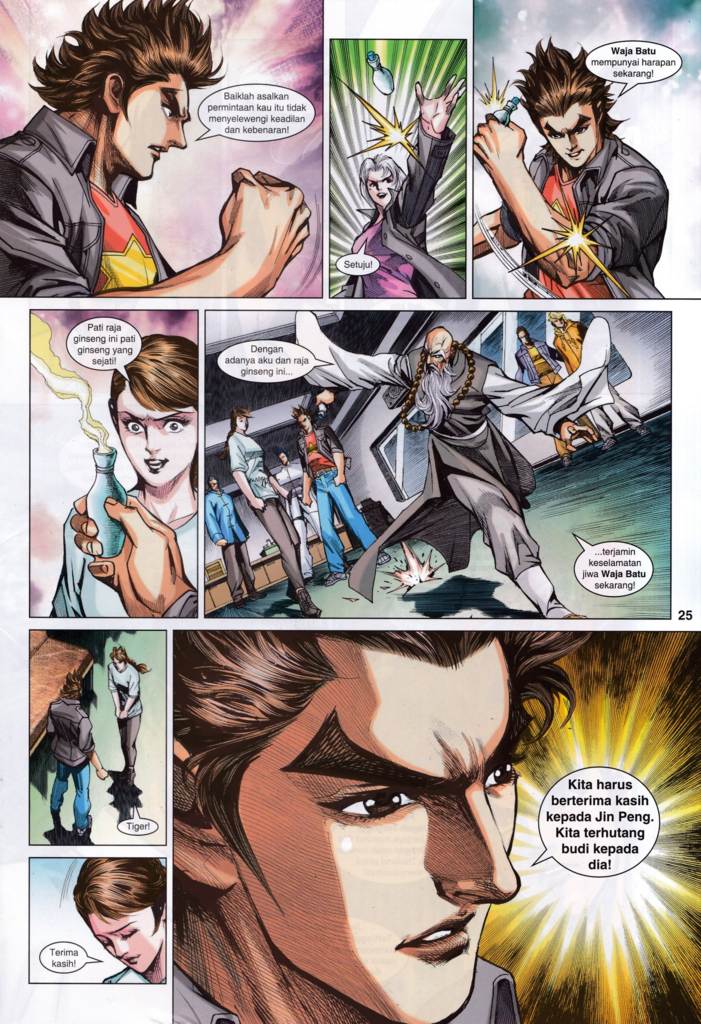 Baiklah asalkan
permintaan kau itu tidak
menyelewengi keadilan
dan kebenaran!
Setuju!
Waja Batu
mempunyai harapan
sekarang!
Pati raja
ginseng ini pati
ginseng yang
sejati!
Dengan
adanya aku dan raja
ginseng ini...
...terjamin
keselamatan
jiwa Waja Batu
sekarang!
25
Tiger!
Terima
kasih!
Kita harus
berterima kasih
kepada Jin Peng.
Kita terhutang
budi kepada
dia!